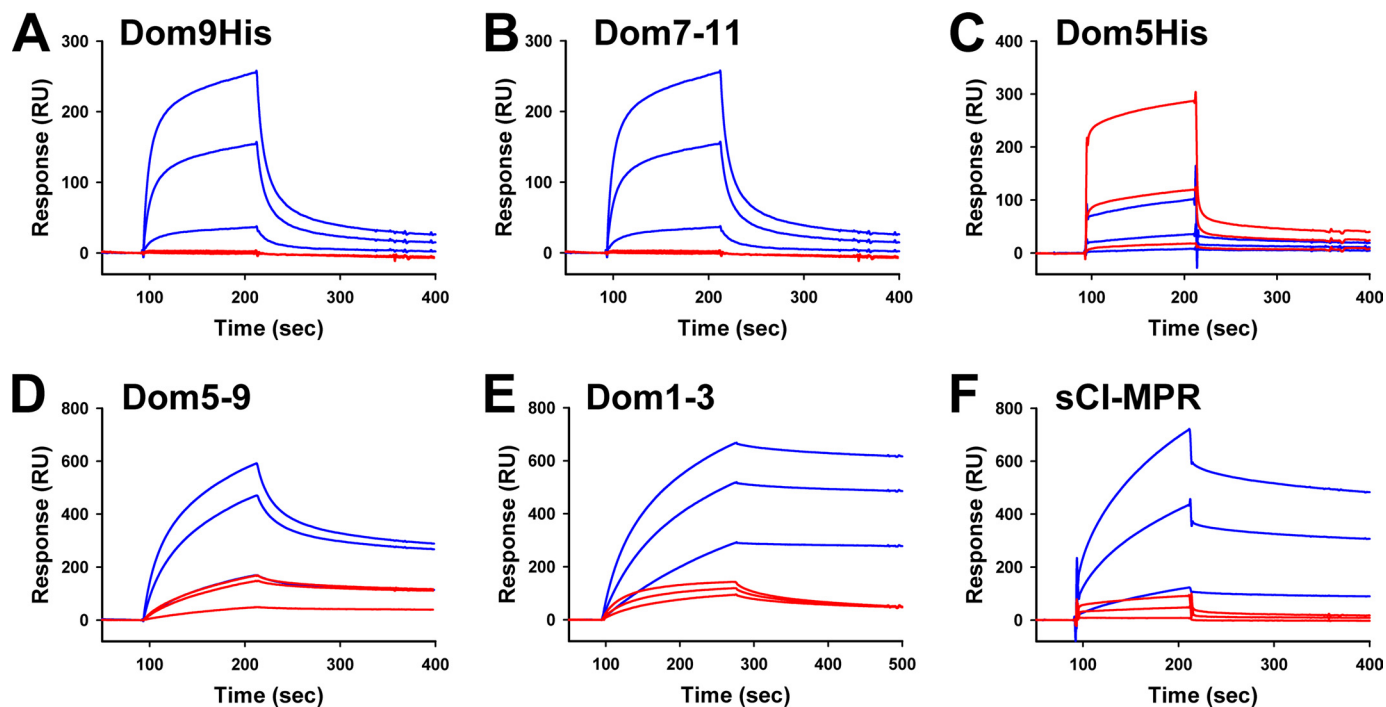 A Dom9His
300
200
100
0
Response (RU)
100 200 300 400
Time (sec)
B Dom7-11
300
200
100
0
Response (RU)
100 200 300 400
Time (sec)
C Dom5His
400
300
200
100
0
Response (RU)
100 200 300 400
Time (sec)
D Dom5-9
800
600
400
200
0
Response (RU)
100 200 300 400
Time (sec)
E Dom1-3
800
600
400
200
0
Response (RU)
100 200 300 400 500
Time (sec)
F sCI-MPR
800
600
400
200
0
Response (RU)
100 200 300 400
Time (sec)